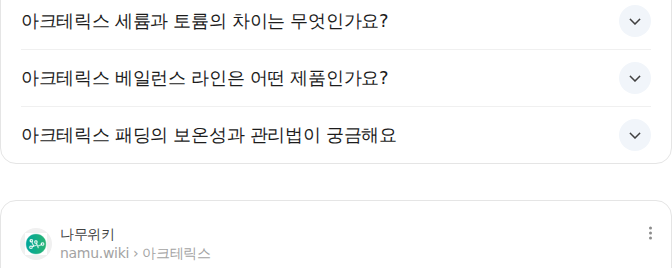 아크테릭스 세륨과 토륨의 차이는 무엇인가요?
아크테릭스 베일런스 라인은 어떤 제품인가요?
아크테릭스 패딩의 보온성과 관리법이 궁금해요
나무위키
namu.wiki › 아크테릭스